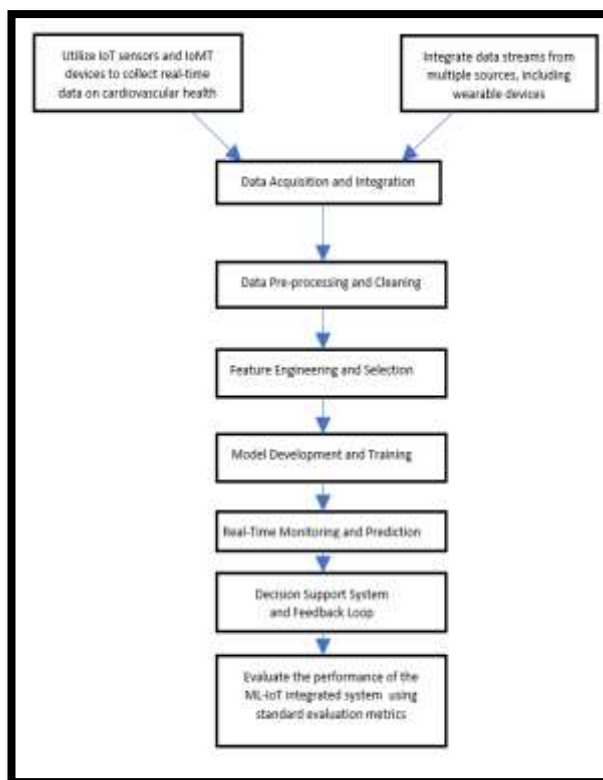 Utilize IoT sensors and IoMT
devices to collect real-time
data on cardiovascular health
Integrate data streams from
multiple sources, including
wearable devices
Data Acquisition and Integration
Data Pre-processing and Cleaning
Feature Engineering and Selection
Model Development and Training
Real-Time Monitoring and Prediction
Decision Support System
and Feedback Loop
Evaluate the performance of the
ML-IoT integrated system using
standard evaluation metrics